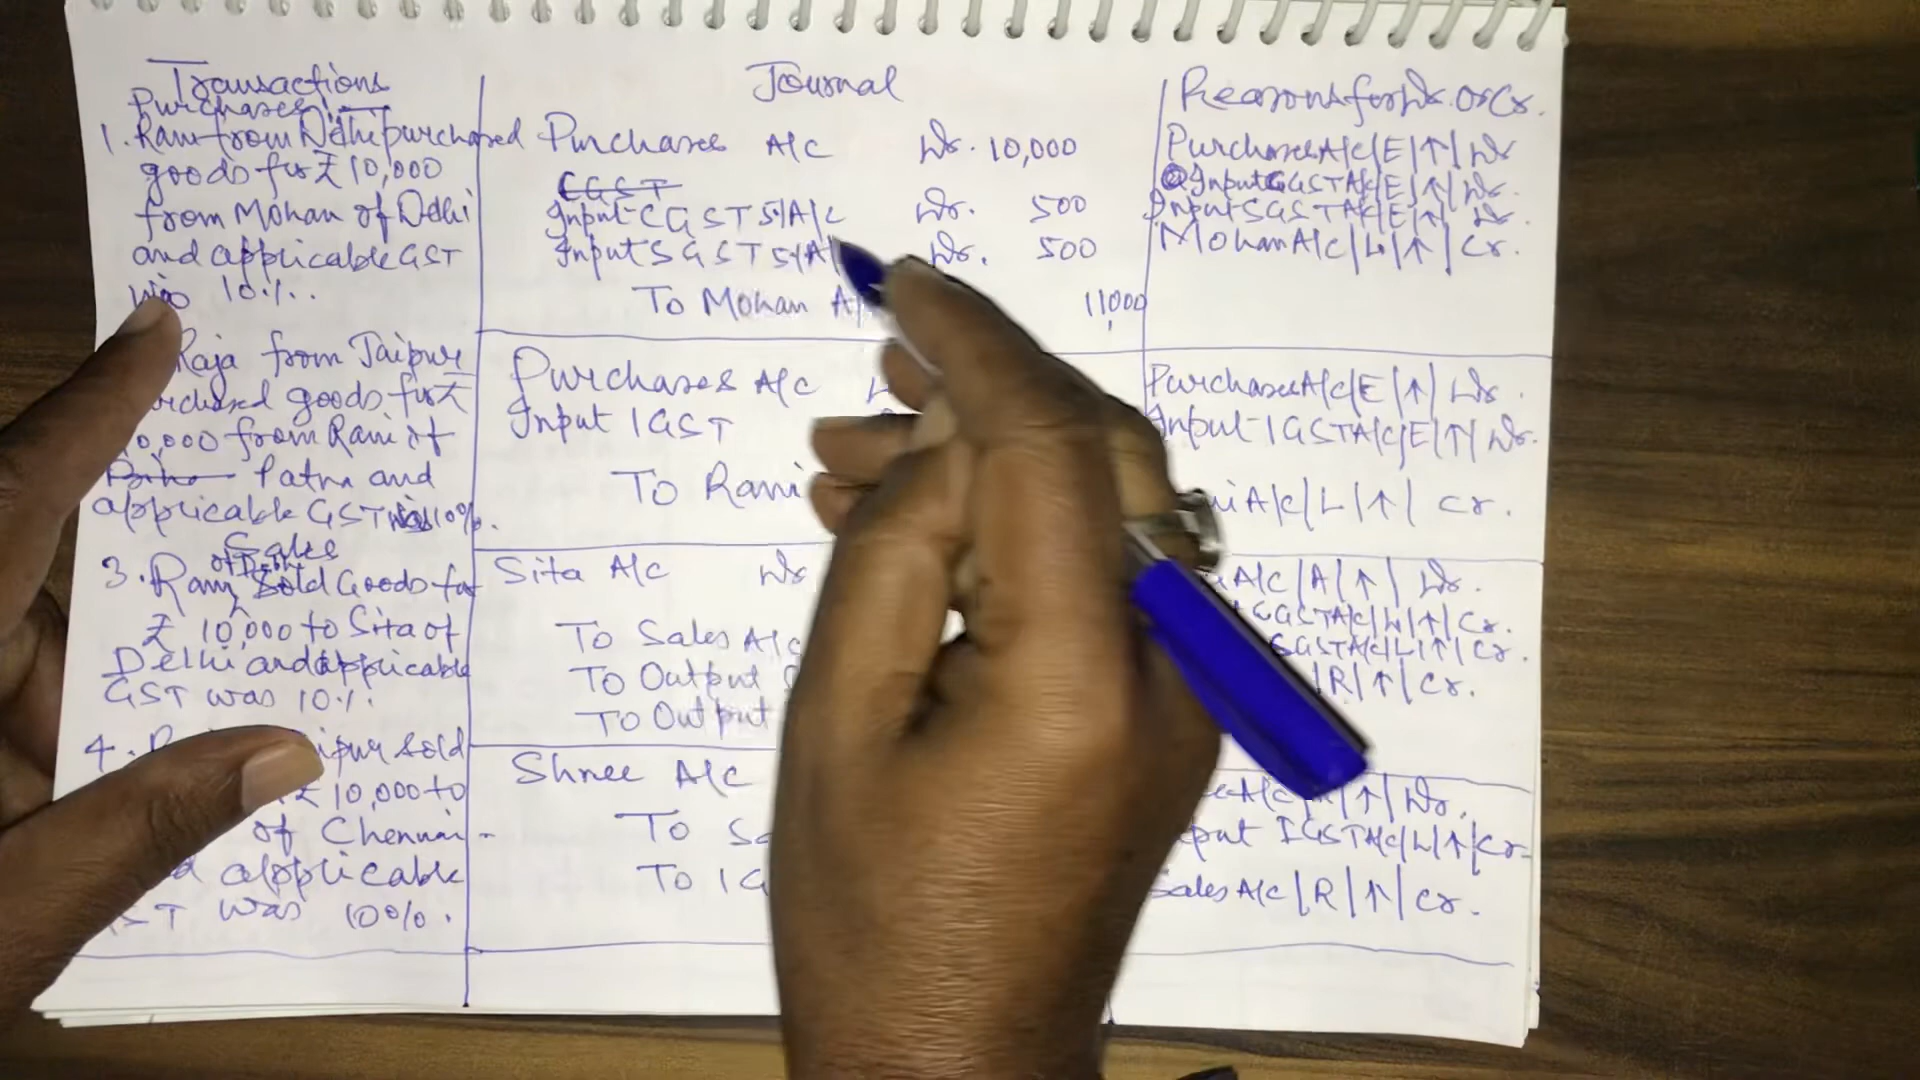 Transactions
Purchases:
1. Ram from Delhi purchased
goods for ₹ 10,000
from Mohan of Delhi
and applicable GST
was 10%.
Raja from Jaipur
goods for ₹
0,000 from Rani of
Patna and
applicable GST was 10%.
Sales
of Delhi
3. Ram sold Goods for
₹ 10,000 to Sita of
Delhi and applicable
GST was 10%.
4.
sold
₹ 10,000 to
of Chennai
applicable
was 10%.
Journal
Purchases A/c Dr. 10,000
CGST
Input CGST 5% A/c Dr. 500
Input SGST 5% A/ Dr. 500
To Mohan A/ 11,000
Purchases A/c
Input IGST
To Rani
Sita A/c Dr
To Sales A/c
To Output
To Output
Shree A/c
To
To
Reasons for Dr. or Cr.
Purchases A/c|E|↑| Dr
Input CGST A/c|E|↑| Dr.
Input SGST A/c|E|↑| Dr
Mohan A/c|L|↑| Cr.
Purchases A/c|E|↑| Dr.
Input IGST A/c|E|↑| Dr.
A/c|L|↑| Cr.
A/c|A|↑| Dr.
CGST A/c|L|↑| Cr.
SGST A/c|L|↑| Cr.
|R|↑| Cr.
|↑| Dr.
IGST A/c|L|↑| Cr
Sales A/c|R|↑| Cr.